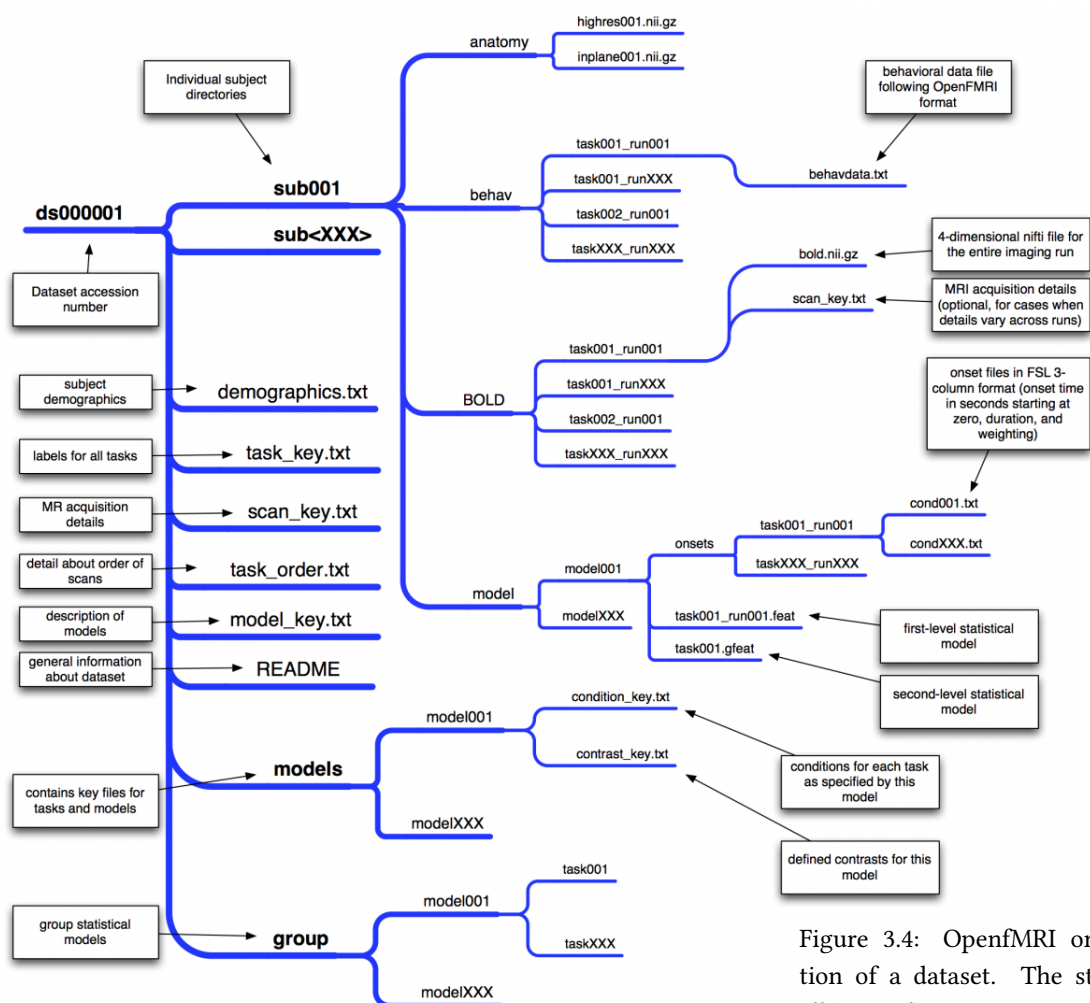 highres001.nii.gz
anatomy
inplane001.nii.gz
Individual subject
directories
behavioral data file
following OpenFMRI
format
task001_run001
behavdata.txt
task001_runXXX
behav
task002_run001
taskXXX_runXXX
sub001
ds000001
sub<XXX>
Dataset accession
number
4-dimensional nifti file for
the entire imaging run
bold.nii.gz
MRI acquisition details
(optional, for cases when
details vary across runs)
scan_key.txt
task001_run001
task001_runXXX
BOLD
task002_run001
taskXXX_runXXX
onset files in FSL 3-
column format (onset time
in seconds starting at
zero, duration, and
weighting)
subject
demographics
demographics.txt
labels for all tasks
task_key.txt
MR acquisition
details
scan_key.txt
detail about order of
scans
task_order.txt
description of
models
model_key.txt
general information
about dataset
README
cond001.txt
task001_run001
condXXX.txt
onsets
taskXXX_runXXX
model001
model
modelXXX
task001_run001.feat
first-level statistical
model
task001.gfeat
second-level statistical
model
condition_key.txt
model001
contrast_key.txt
conditions for each task
as specified by this
model
models
contains key files for
tasks and models
modelXXX
defined contrasts for this
model
task001
model001
taskXXX
group statistical
models
group
modelXXX
Figure 3.4: OpenfMRI or
tion of a dataset. The st